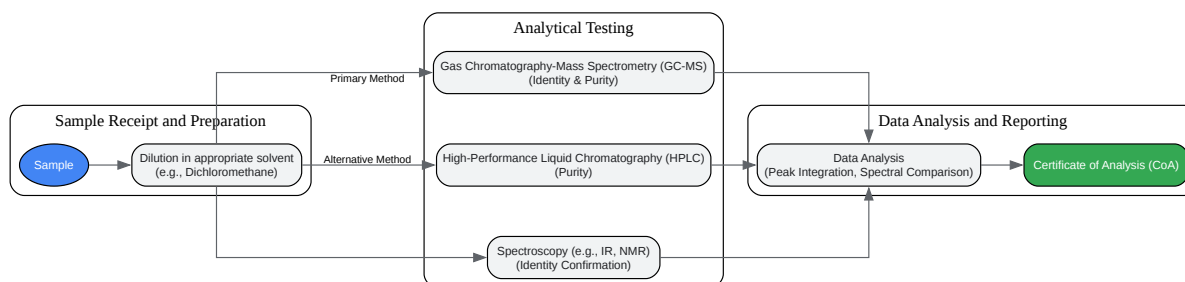 Analytical Testing
Gas Chromatography-Mass Spectrometry (GC-MS)
(Identity & Purity)
Primary Method
Sample Receipt and Preparation
Data Analysis and Reporting
Sample
Dilution in appropriate solvent
(e.g., Dichloromethane)
Alternative Method
High-Performance Liquid Chromatography (HPLC)
(Purity)
Data Analysis
(Peak Integration, Spectral Comparison)
Certificate of Analysis (CoA)
Spectroscopy (e.g., IR, NMR)
(Identity Confirmation)